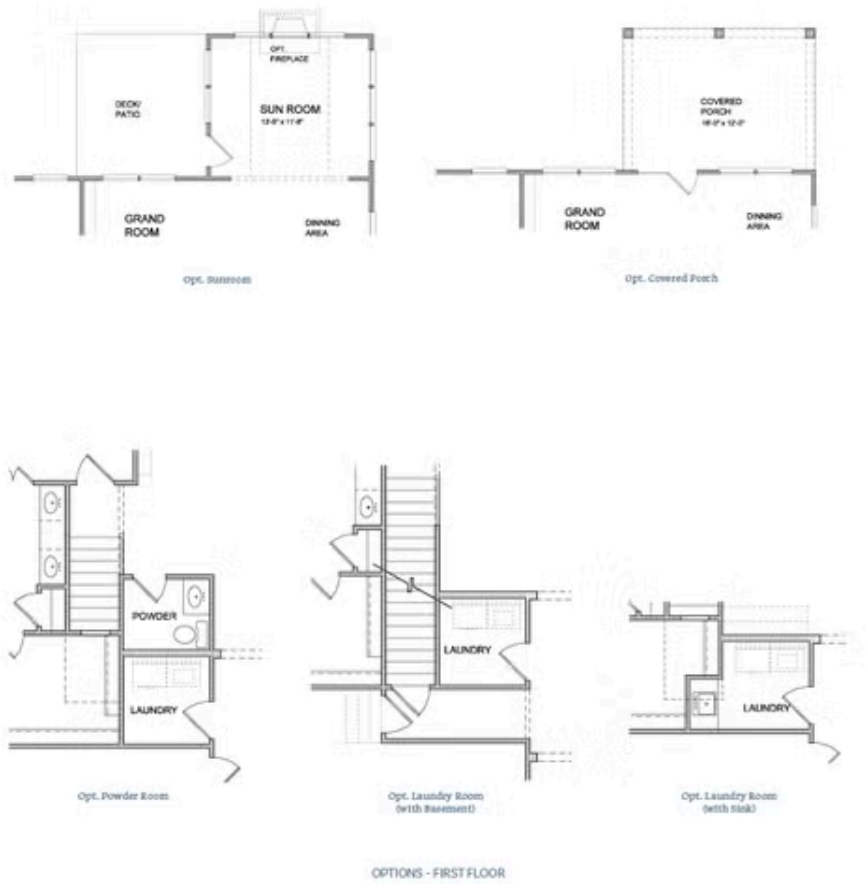 OPT.
FIREPLACE
DECK/
PATIO
SUN ROOM
GRAND
ROOM
DINNING
AREA
Opt. Sunroom
COVERED
PORCH
GRAND
ROOM
DINNING
AREA
Opt. Covered Porch
POWDER
LAUNDRY
Opt. Powder Room
LAUNDRY
Opt. Laundry Room
(with Basement)
LAUNDRY
Opt. Laundry Room
(with Sink)
OPTIONS - FIRST FLOOR